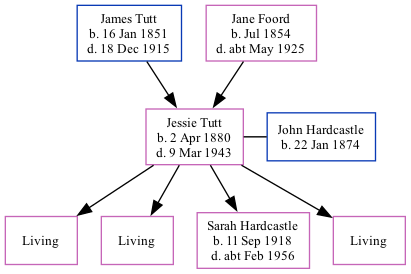 James Tutt
b. 16 Jan 1851
d. 18 Dec 1915
Jane Foord
b. Jul 1854
d. abt May 1925
Jessie Tutt
b. 2 Apr 1880
d. 9 Mar 1943
John Hardcastle
b. 22 Jan 1874
Living
Living
Sarah Hardcastle
b. 11 Sep 1918
d. abt Feb 1956
Living